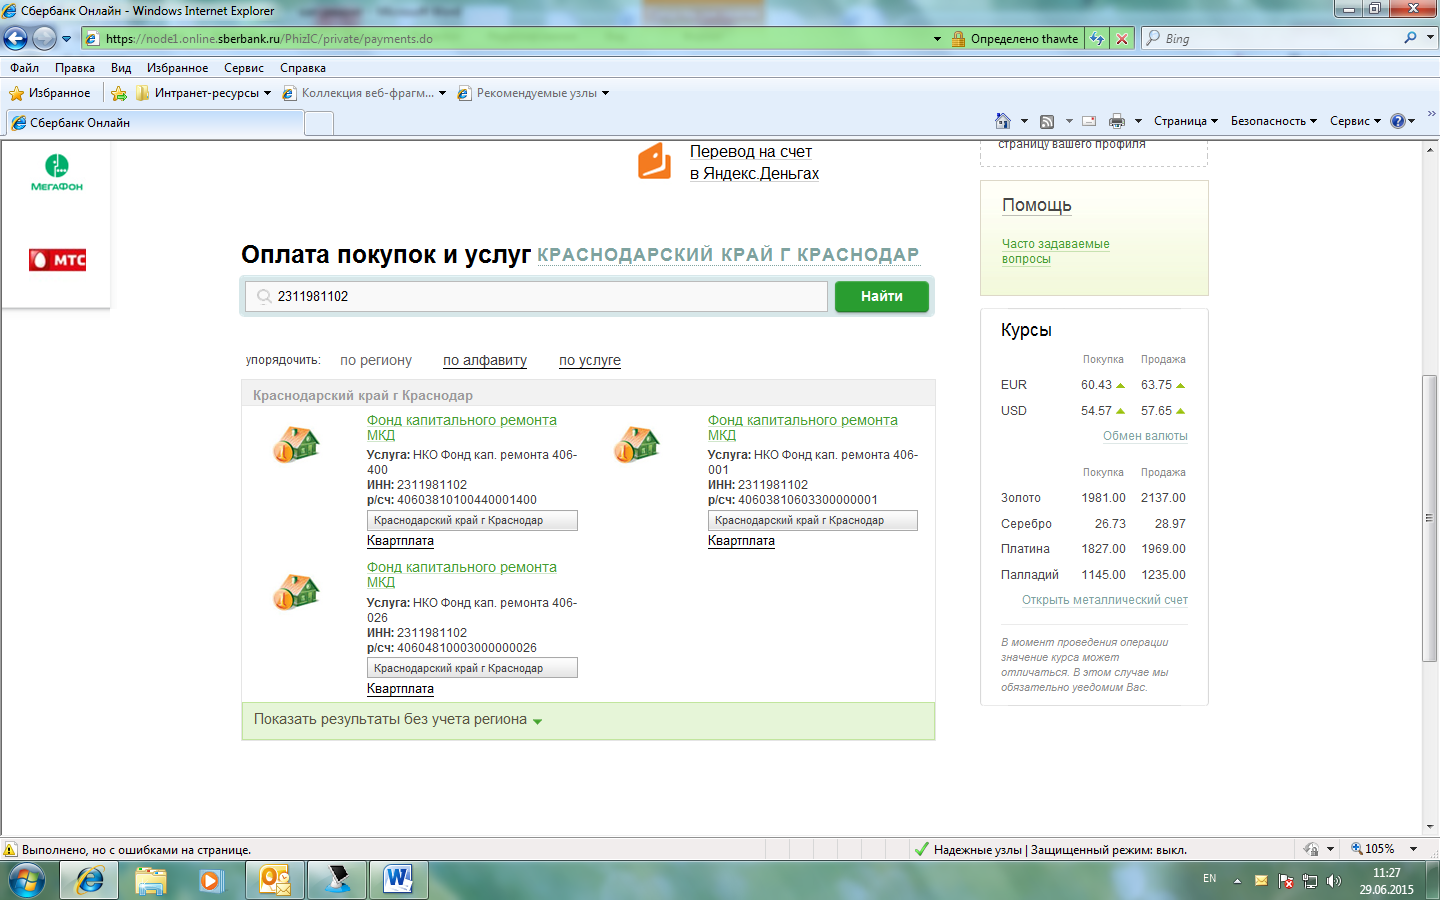 Сбербанк Онлайн - Windows Internet Explorer
https://node1.online.sberbank.ru/PhizIC/private/payments.do
Определено thawte
Bing
Файл Правка Вид Избранное Сервис Справка
Избранное Интранет-ресурсы Коллекция веб-фрагм... Рекомендуемые узлы
Сбербанк Онлайн
Страница Безопасность Сервис
МЕГАФОН
МТС
Перевод на счет
в Яндекс.Деньгах
страницу вашего профиля
Помощь
Часто задаваемые
вопросы
Оплата покупок и услуг КРАСНОДАРСКИЙ КРАЙ Г КРАСНОДАР
2311981102
Найти
упорядочить: по региону по алфавиту по услуге
Краснодарский край г Краснодар
Фонд капитального ремонта
МКД
Услуга: НКО Фонд кап. ремонта 406-
400
ИНН: 2311981102
р/сч: 40603810100440001400
Краснодарский край г Краснодар
Квартплата
Фонд капитального ремонта
МКД
Услуга: НКО Фонд кап. ремонта 406-
001
ИНН: 2311981102
р/сч: 40603810603300000001
Краснодарский край г Краснодар
Квартплата
Фонд капитального ремонта
МКД
Услуга: НКО Фонд кап. ремонта 406-
026
ИНН: 2311981102
р/сч: 40604810003000000026
Краснодарский край г Краснодар
Квартплата
Показать результаты без учета региона
Курсы
Покупка Продажа
EUR 60.43 63.75
USD 54.57 57.65
Обмен валюты
Покупка Продажа
Золото 1981.00 2137.00
Серебро 26.73 28.97
Платина 1827.00 1969.00
Палладий 1145.00 1235.00
Открыть металлический счет
В момент проведения операции
значение курса может
отличаться. В этом случае мы
обязательно уведомим Вас.
Выполнено, но с ошибками на странице.
Надежные узлы | Защищенный режим: выкл.
105%
EN
11:27
29.06.2015